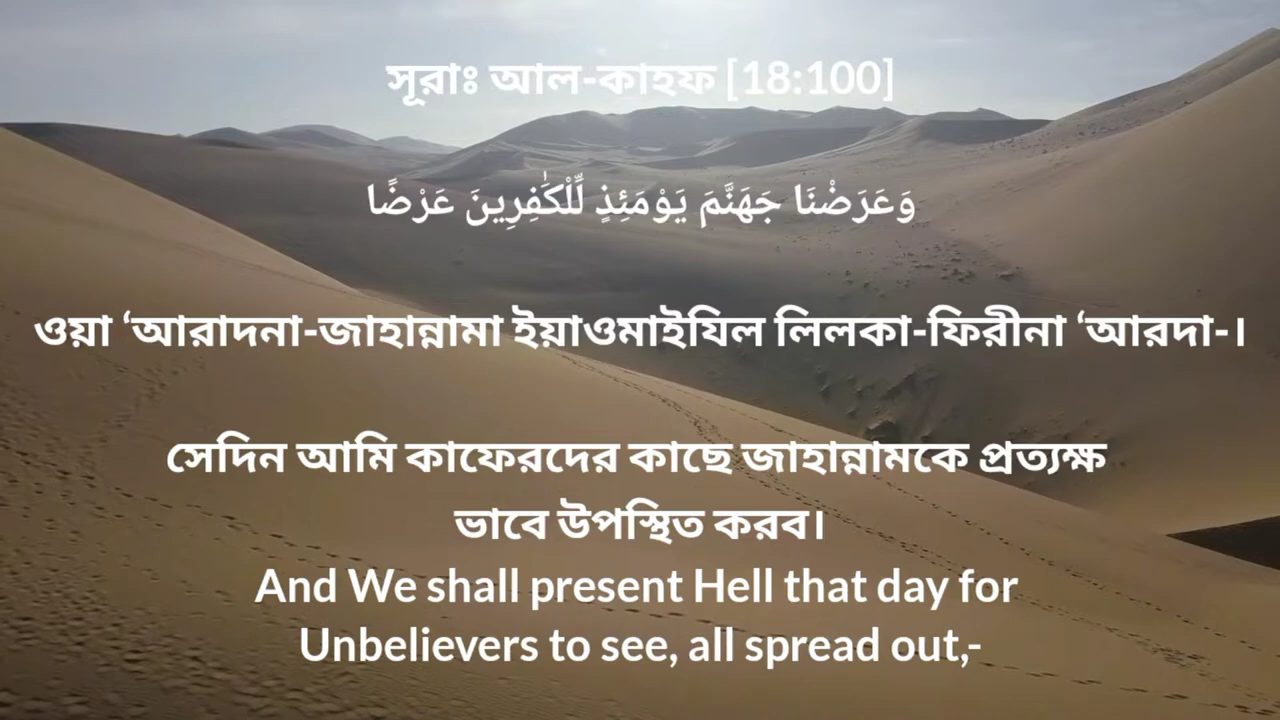 সূরাঃ আল-কাহফ [18:100]
وَعَرَضْنَا جَهَنَّمَ يَوْمَئِذٍ لِّلْكَٰفِرِينَ عَرْضًا
ওয়া ‘আরাদনা-জাহান্নামা ইয়াওমাইযিল লিলকা-ফিরীনা ‘আরদা-।
সেদিন আমি কাফেরদের কাছে জাহান্নামকে প্রত্যক্ষ
ভাবে উপস্থিত করব।
And We shall present Hell that day for
Unbelievers to see, all spread out,-